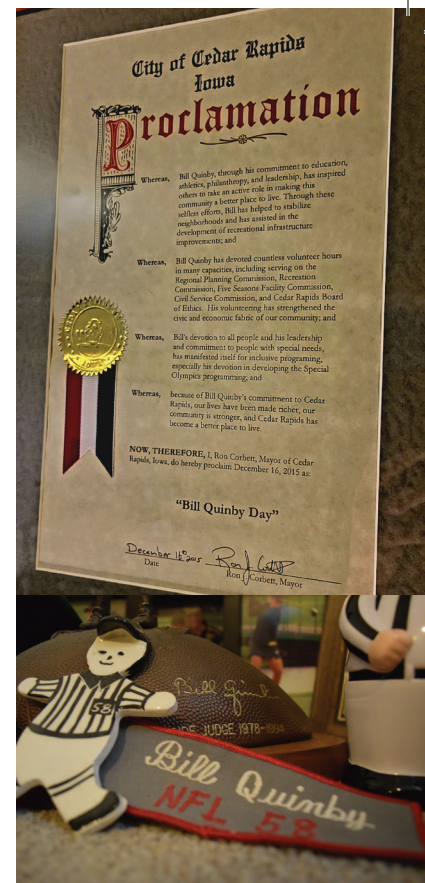 City of Cedar Rapids
Iowa
Proclamation
Whereas, Bill Quinby, through his commitment to education,
athletics, philanthropy, and leadership, has inspired
others to take an active role in making this
community a better place to live. Through these
selfless efforts, Bill has helped to stabilize
neighborhoods and has assisted in the
development of recreational infrastructure
improvements; and
Whereas, Bill Quinby has devoted countless volunteer hours
in many capacities, including serving on the
Regional Planning Commission, Recreation
Commission, Five Seasons Facility Commission,
Civil Service Commission, and Cedar Rapids Board
of Ethics. His volunteering has strengthened the
civic and economic fabric of our community; and
Whereas, Bill's devotion to all people and his leadership
and commitment to people with special needs,
has manifested itself for inclusive programing,
especially his devotion in developing the Special
Olympics programming; and
Whereas, because of Bill Quinby's commitment to Cedar
Rapids, our lives have been made richer, our
community is stronger, and Cedar Rapids has
become a better place to live.
NOW, THEREFORE, I, Ron Corbett, Mayor of Cedar
Rapids, Iowa, do hereby proclaim December 16, 2015 as:
"Bill Quinby Day"
December 16 2015
Date
Ron J. Corbett, Mayor
58
Bill
JUDGE 1978-1994
Bill Quinby
NFL 58